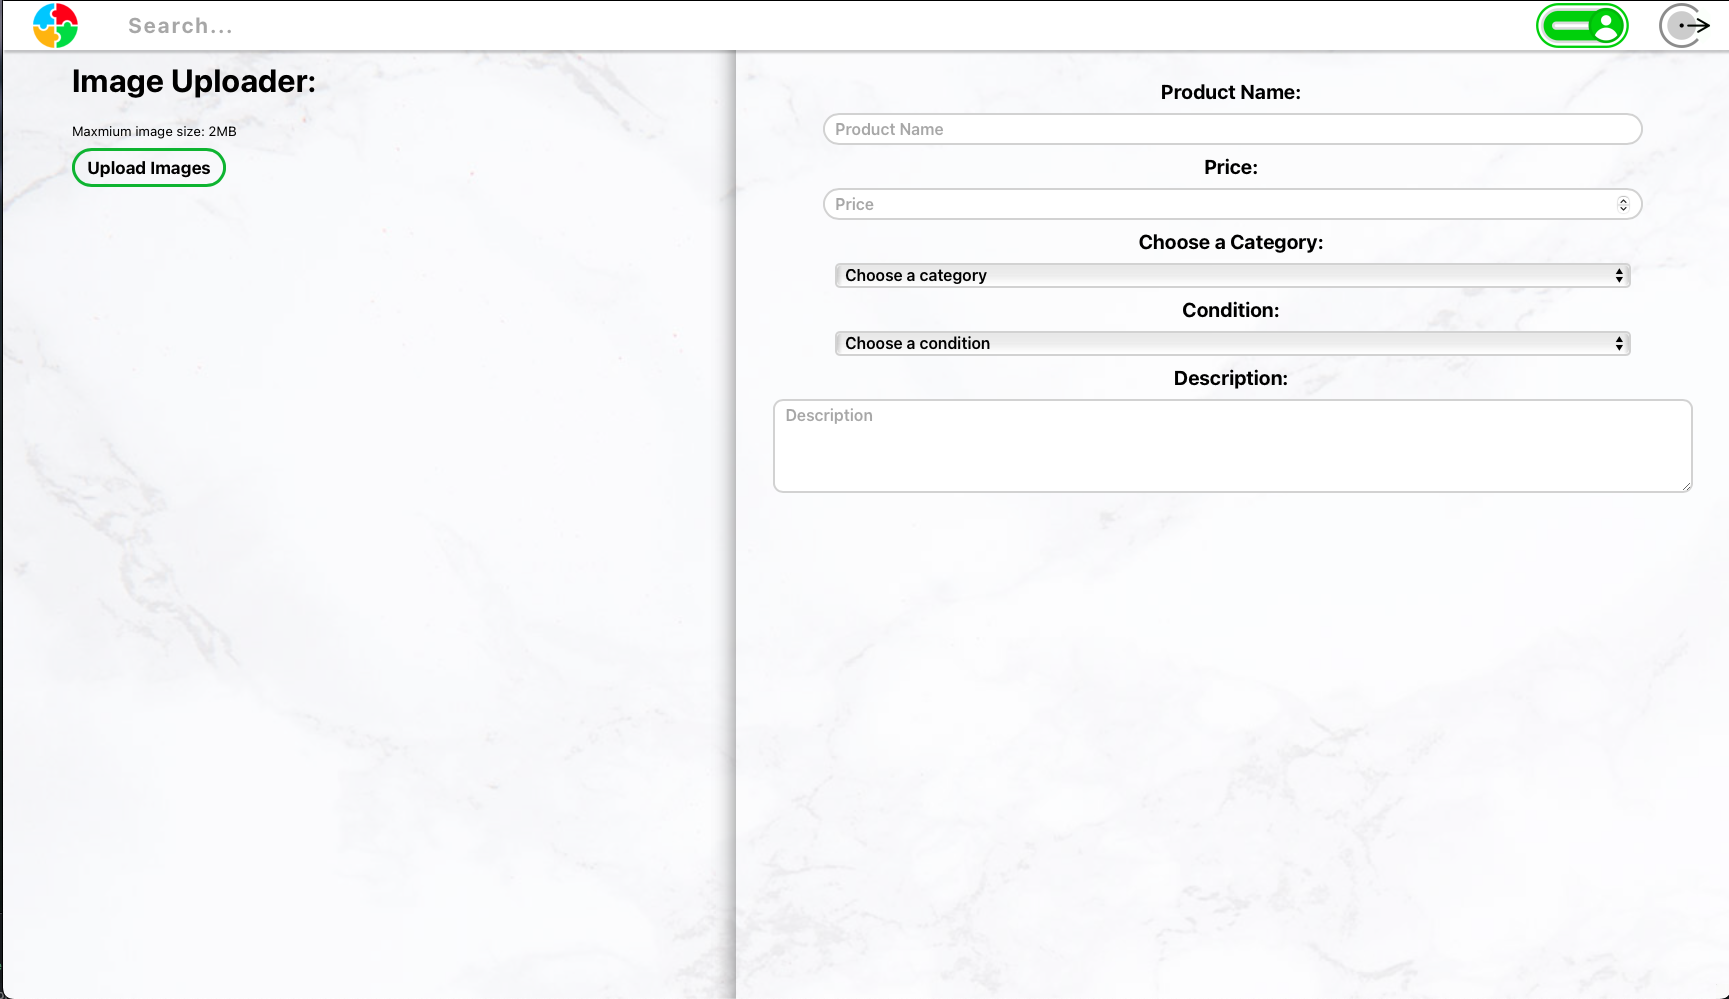 Search...
Image Uploader:
Maxmium image size: 2MB
Upload Images
Product Name:
Product Name
Price:
Price
Choose a Category:
Choose a category
Condition:
Choose a condition
Description:
Description